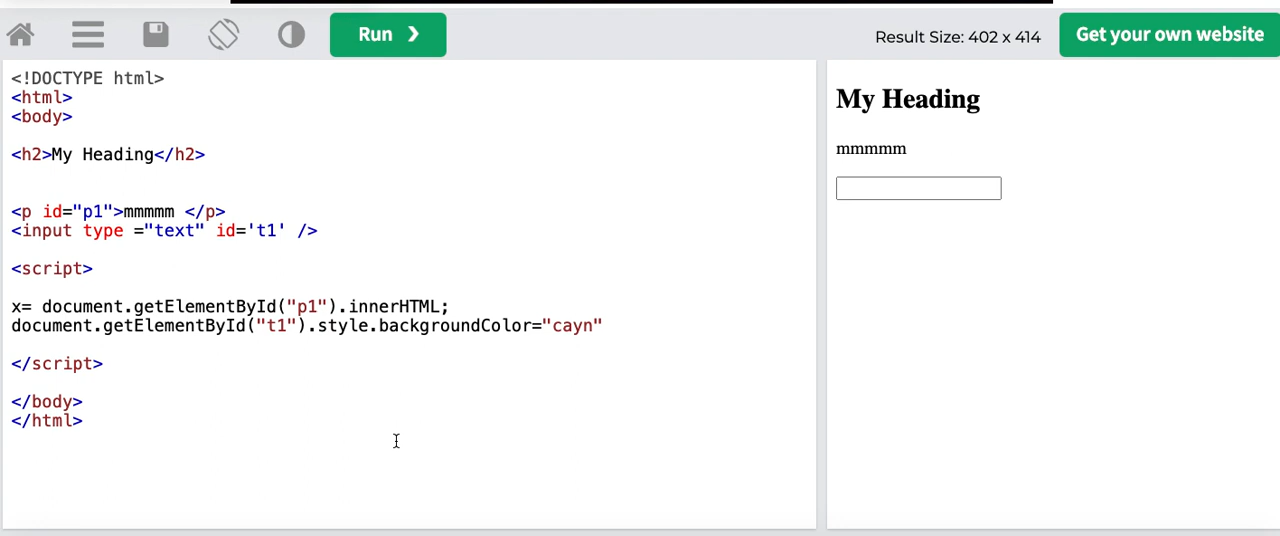 Run ❯
Result Size: 402 x 414
Get your own website
<!DOCTYPE html>
<html>
<body>
<h2>My Heading</h2>
<p id="p1">mmmmm </p>
<input type ="text" id='t1' />
<script>
x= document.getElementById("p1").innerHTML;
document.getElementById("t1").style.backgroundColor="cayn"
</script>
</body>
</html>
My Heading
mmmmm